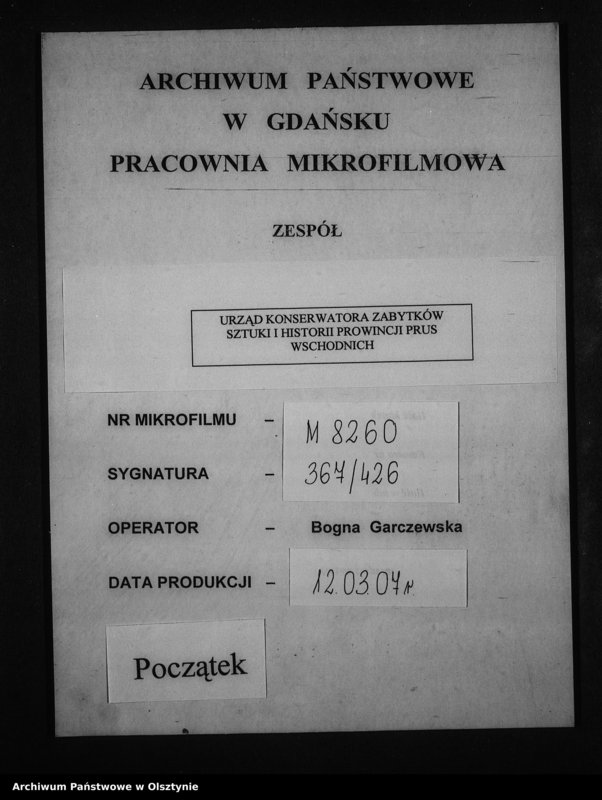 ARCHIWUM PAŃSTWOWE
W GDAŃSKU
PRACOWNIA MIKROFILMOWA
ZESPÓŁ
URZĄD KONSERWATORA ZABYTKÓW
SZTUKI I HISTORII PROWINCJI PRUS
WSCHODNICH
NR MIKROFILMU – M 8260
SYGNATURA – 367/426
OPERATOR – Bogna Garczewska
DATA PRODUKCJI – 12.03.07r.
Początek
Archiwum Państwowe w Olsztynie